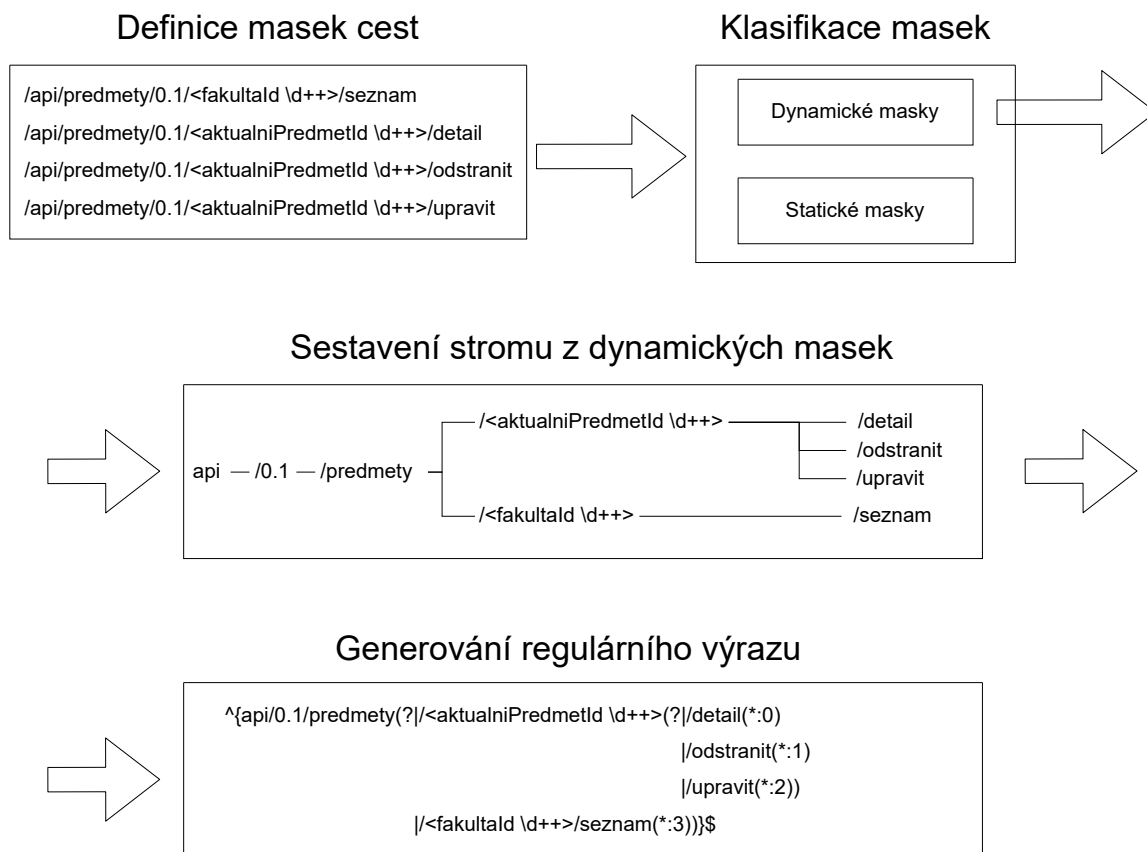 Definice masek cest
/api/predmety/0.1/<fakultaId \d++>/seznam
/api/predmety/0.1/<aktualniPredmetId \d++>/detail
/api/predmety/0.1/<aktualniPredmetId \d++>/odstranit
/api/predmety/0.1/<aktualniPredmetId \d++>/upravit
Klasifikace masek
Dynamické masky
Statické masky
Sestavení stromu z dynamických masek
api
/0.1
/predmety
/<aktualniPredmetId \d++>
/detail
/odstranit
/upravit
/<fakultaId \d++>
/seznam
Generování regulárního výrazu
^{api/0.1/predmety(?|/<aktualniPredmetId \d++>(?|/detail(*:0)
|/odstranit(*:1)
|/upravit(*:2))
|/<fakultaId \d++>/seznam(*:3))}$